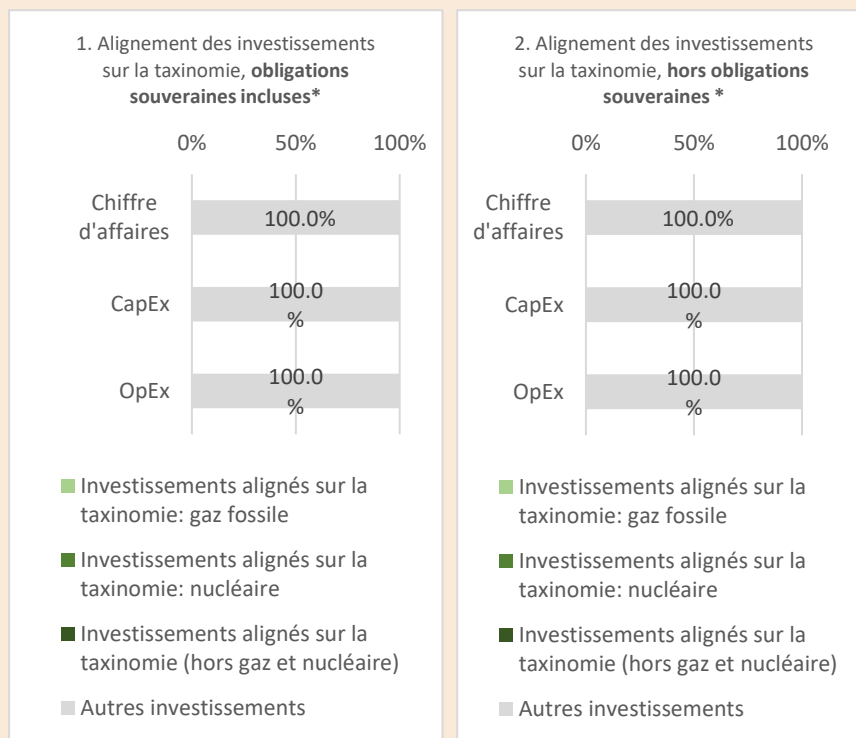 1. Alignement des investissements
sur la taxinomie, obligations
souveraines incluses*
0% 50% 100%
Chiffre
d'affaires
100.0%
CapEx
100.0
%
OpEx
100.0
%
Investissements alignés sur la
taxinomie: gaz fossile
Investissements alignés sur la
taxinomie: nucléaire
Investissements alignés sur la
taxinomie (hors gaz et nucléaire)
Autres investissements
2. Alignement des investissements
sur la taxinomie, hors obligations
souveraines *
0% 50% 100%
Chiffre
d'affaires
100.0%
CapEx
100.0
%
OpEx
100.0
%
Investissements alignés sur la
taxinomie: gaz fossile
Investissements alignés sur la
taxinomie: nucléaire
Investissements alignés sur la
taxinomie (hors gaz et nucléaire)
Autres investissements